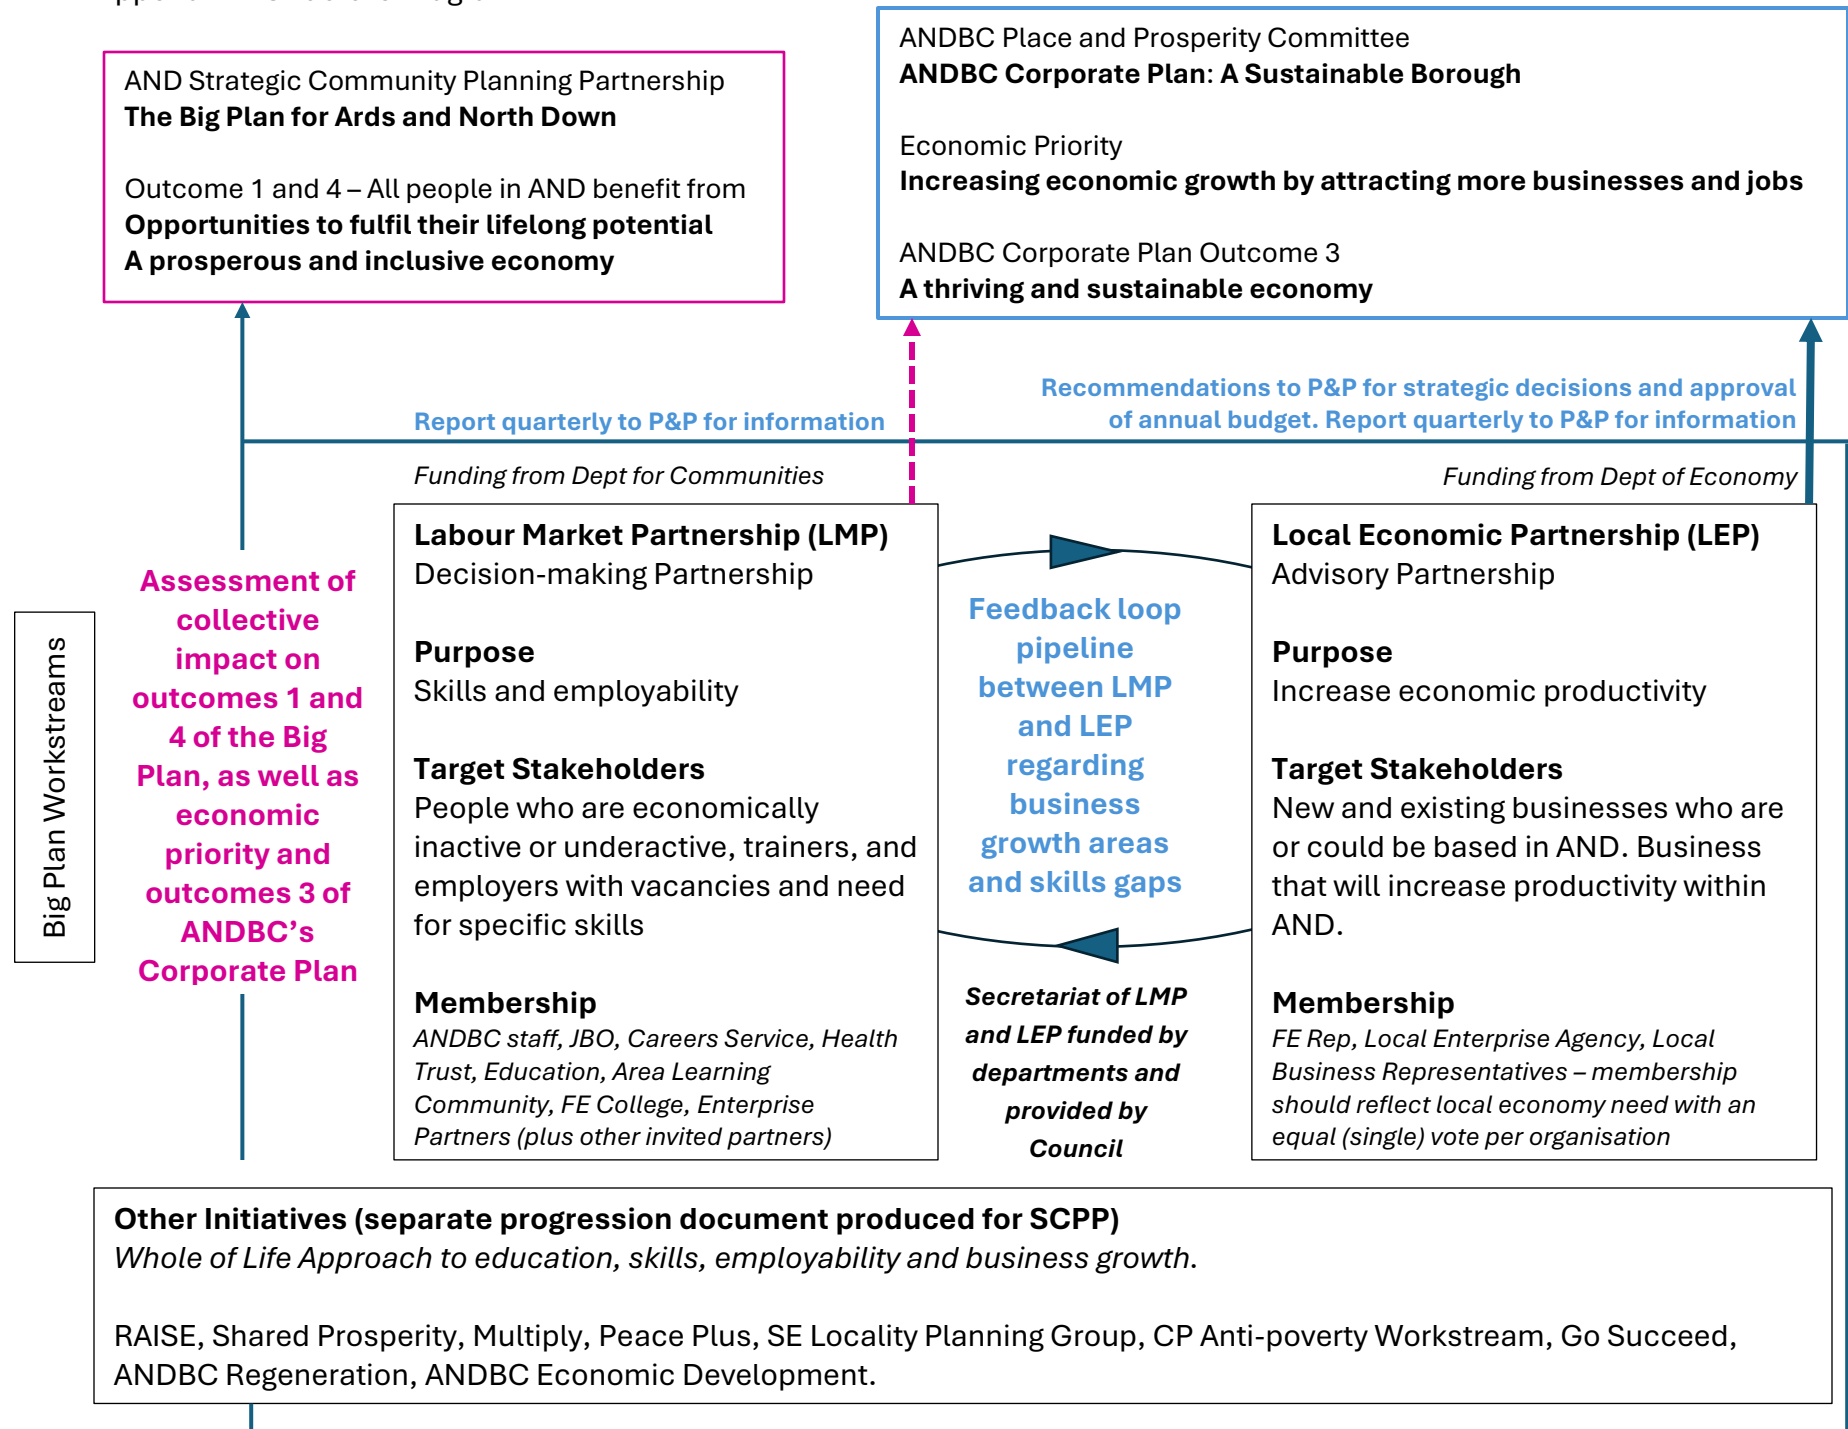 AND Strategic Community Planning Partnership
The Big Plan for Ards and North Down
Outcome 1 and 4 – All people in AND benefit from
Opportunities to fulfil their lifelong potential
A prosperous and inclusive economy
ANDBC Place and Prosperity Committee
ANDBC Corporate Plan: A Sustainable Borough
Economic Priority
Increasing economic growth by attracting more businesses and jobs
ANDBC Corporate Plan Outcome 3
A thriving and sustainable economy
Report quarterly to P&P for information
Recommendations to P&P for strategic decisions and approval
of annual budget. Report quarterly to P&P for information
Funding from Dept for Communities
Funding from Dept of Economy
Big Plan Workstreams
Assessment of
collective
impact on
outcomes 1 and
4 of the Big
Plan, as well as
economic
priority and
outcomes 3 of
ANDBC’s
Corporate Plan
Labour Market Partnership (LMP)
Decision-making Partnership
Purpose
Skills and employability
Target Stakeholders
People who are economically
inactive or underactive, trainers, and
employers with vacancies and need
for specific skills
Membership
ANDBC staff, JBO, Careers Service, Health
Trust, Education, Area Learning
Community, FE College, Enterprise
Partners (plus other invited partners)
Feedback loop
pipeline
between LMP
and LEP
regarding
business
growth areas
and skills gaps
Secretariat of LMP
and LEP funded by
departments and
provided by
Council
Local Economic Partnership (LEP)
Advisory Partnership
Purpose
Increase economic productivity
Target Stakeholders
New and existing businesses who are
or could be based in AND. Business
that will increase productivity within
AND.
Membership
FE Rep, Local Enterprise Agency, Local
Business Representatives – membership
should reflect local economy need with an
equal (single) vote per organisation
Other Initiatives (separate progression document produced for SCPP)
Whole of Life Approach to education, skills, employability and business growth.
RAISE, Shared Prosperity, Multiply, Peace Plus, SE Locality Planning Group, CP Anti-poverty Workstream, Go Succeed,
ANDBC Regeneration, ANDBC Economic Development.